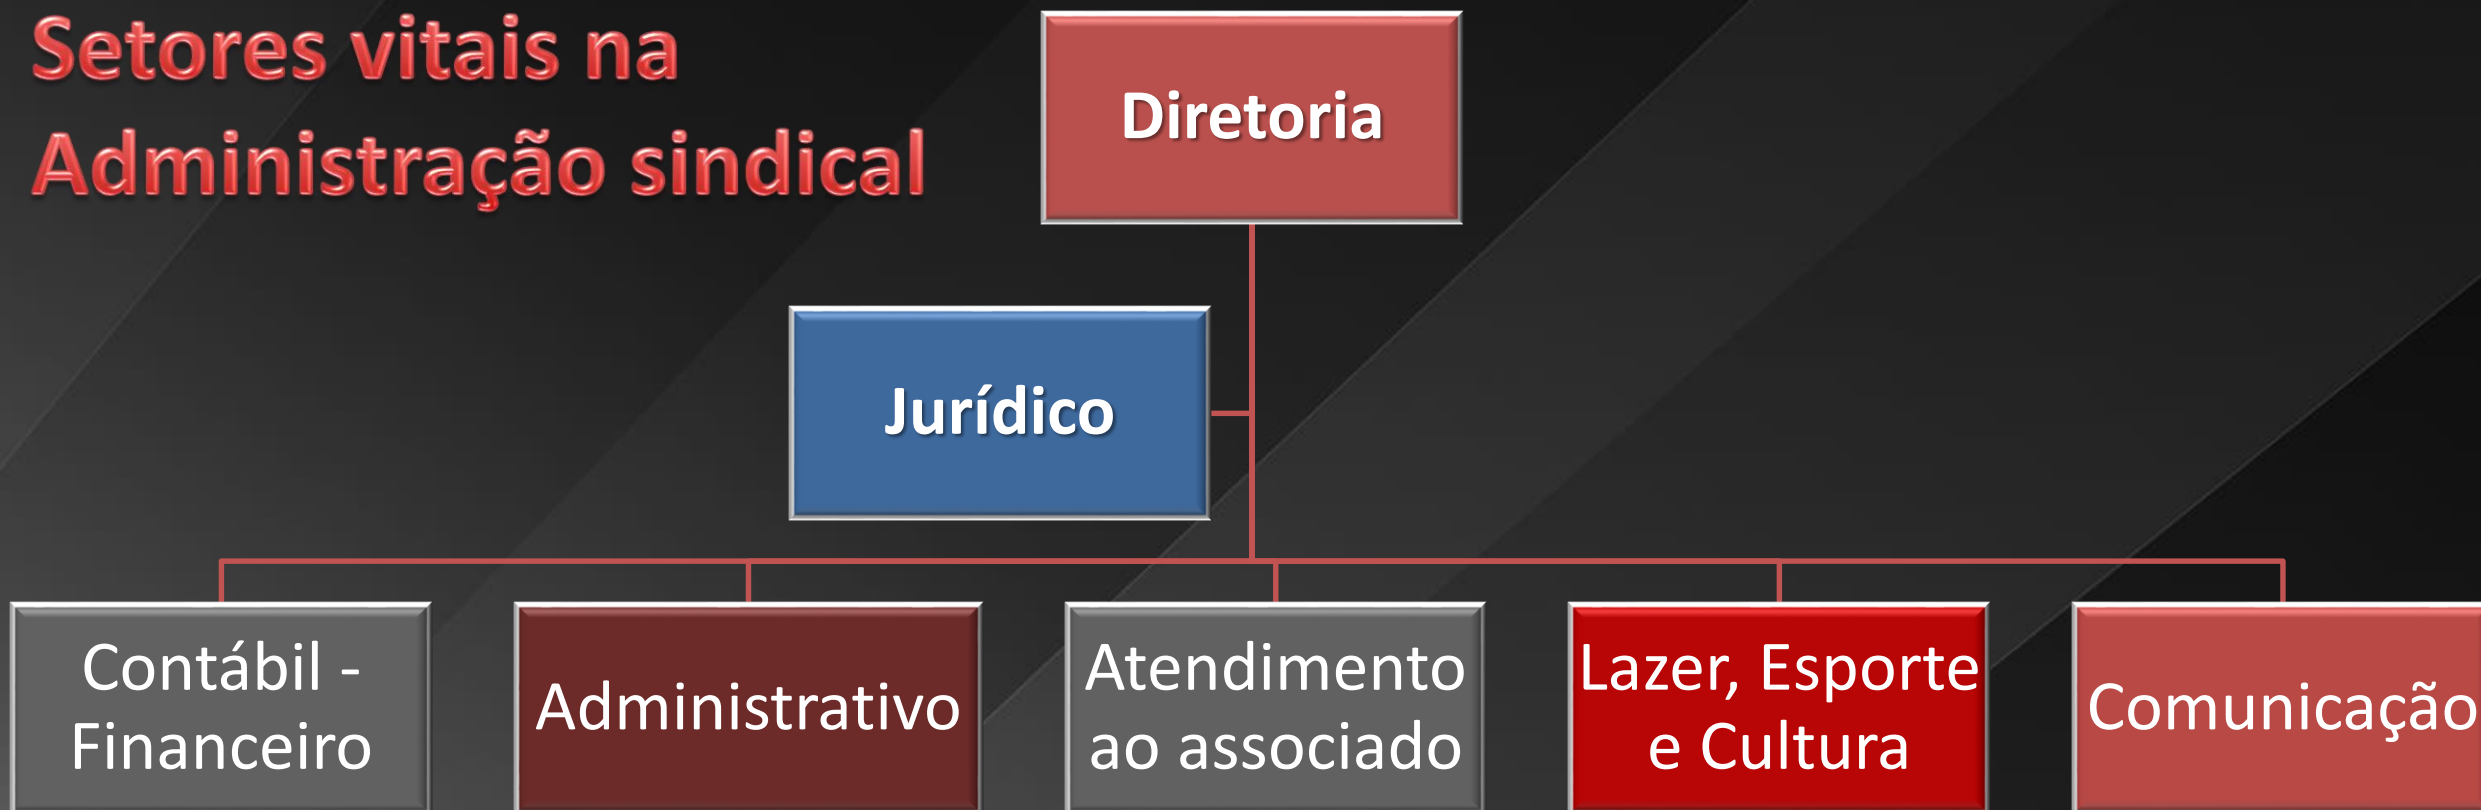 Setores vitais na
Administração sindical
Diretoria
Jurídico
Contábil -
Financeiro
Administrativo
Atendimento
ao associado
Lazer, Esporte
e Cultura
Comunicação